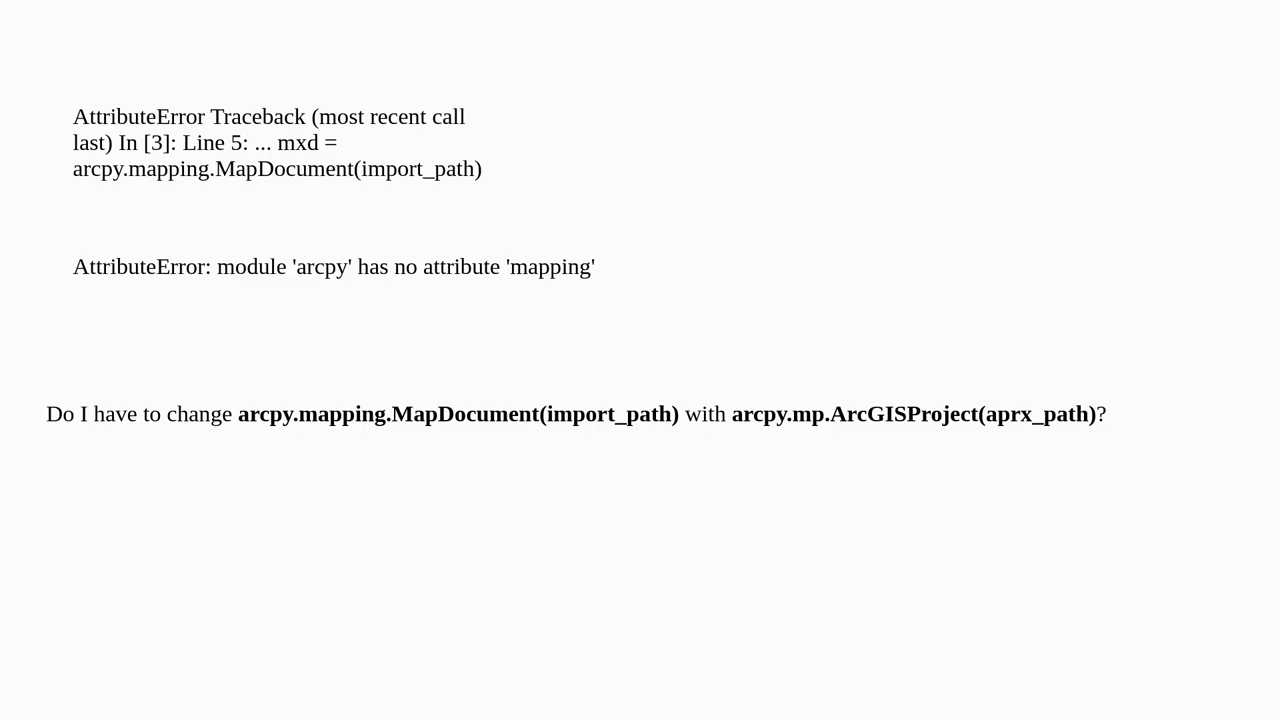 AttributeError Traceback (most recent call
last) In [3]: Line 5: ... mxd =
arcpy.mapping.MapDocument(import_path)
AttributeError: module 'arcpy' has no attribute 'mapping'
Do I have to change arcpy.mapping.MapDocument(import_path) with arcpy.mp.ArcGISProject(aprx_path)?